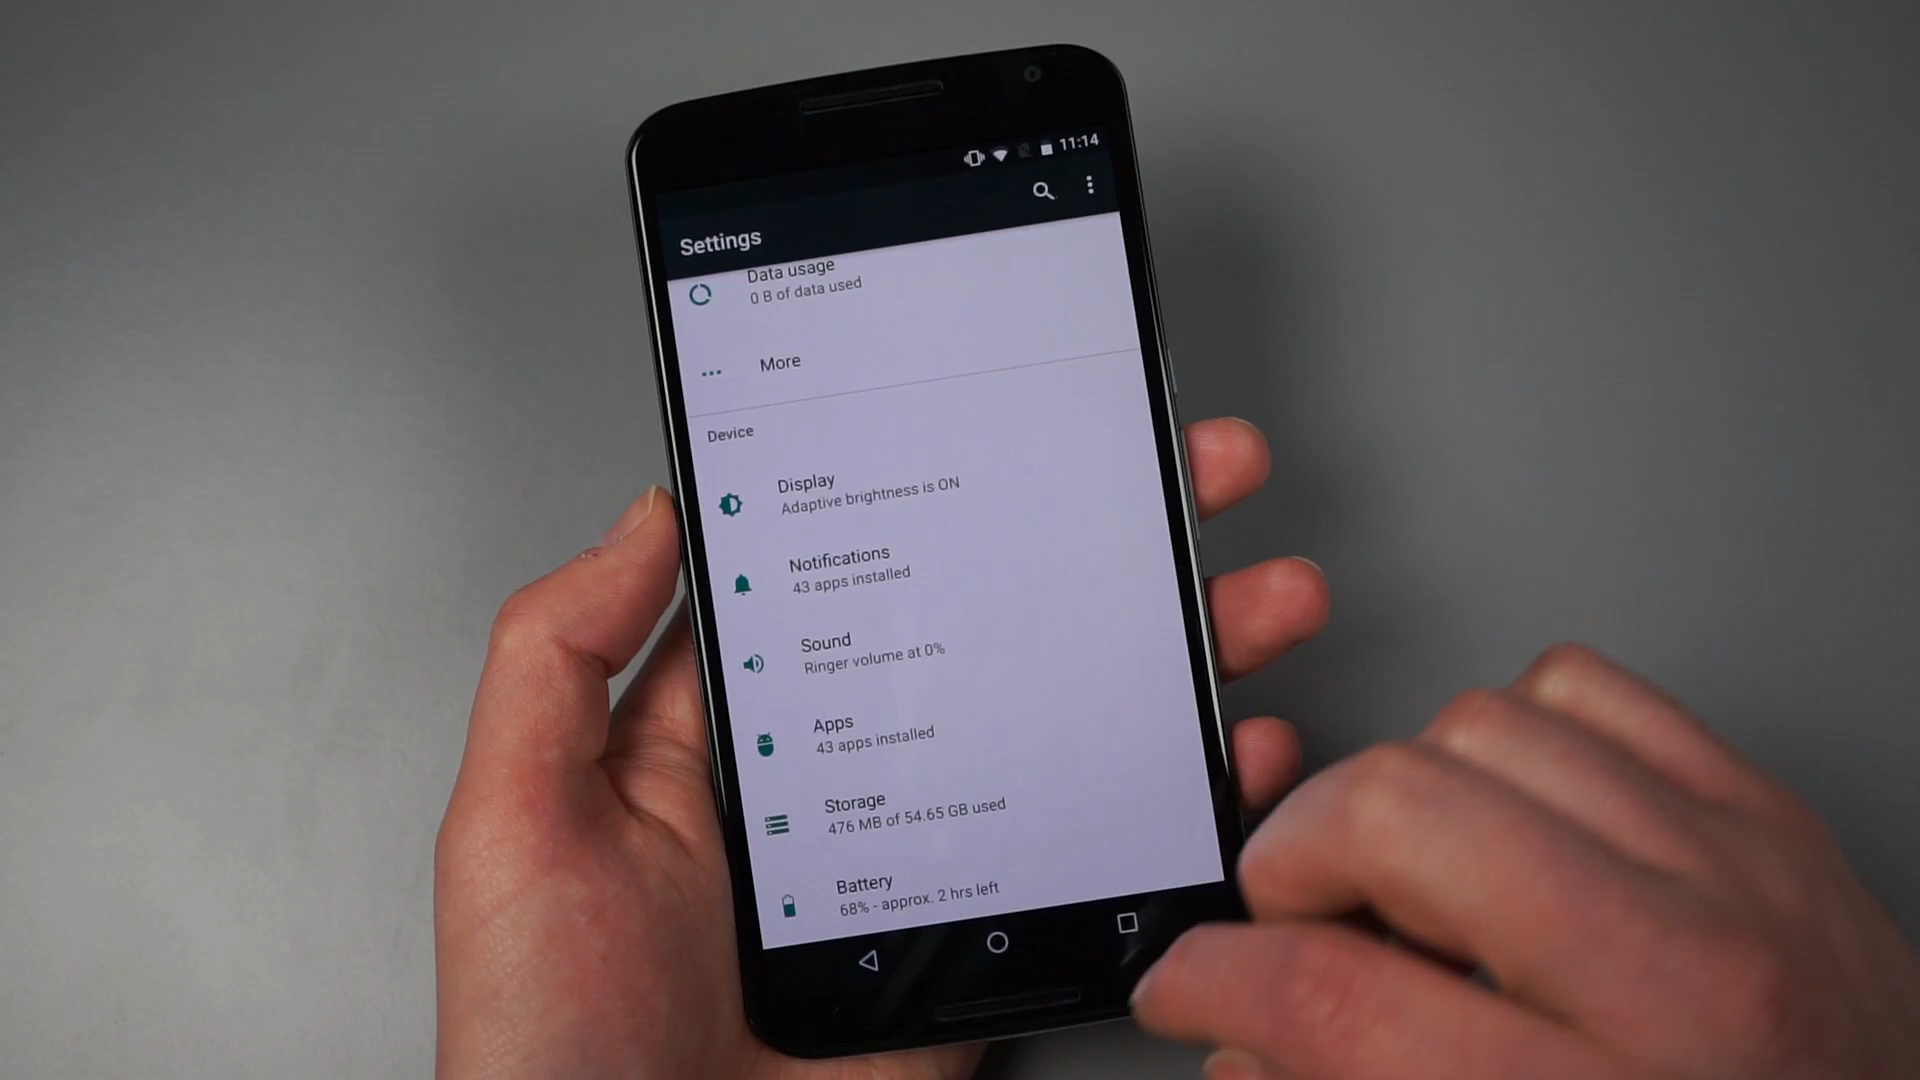 11:14
Settings
Data usage
0 B of data used
More
Device
Display
Adaptive brightness is ON
Notifications
43 apps installed
Sound
Ringer volume at 0%
Apps
43 apps installed
Storage
476 MB of 54.65 GB used
Battery
68% - approx. 2 hrs left